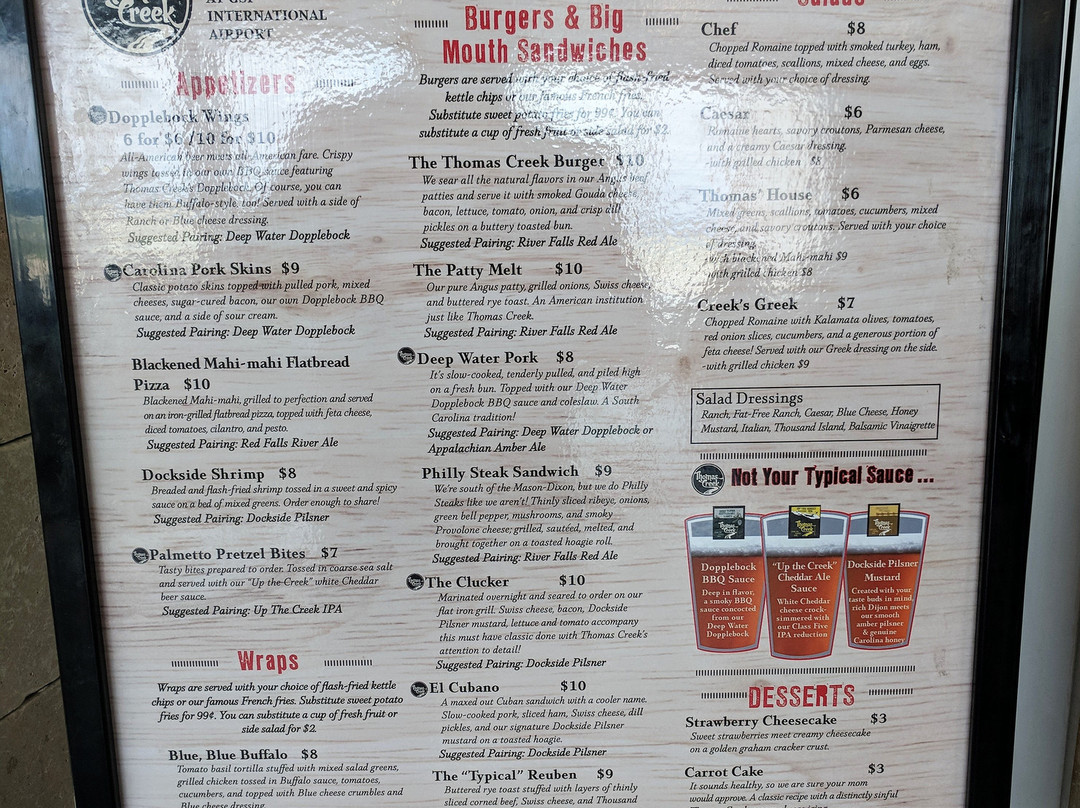 Creek
AT GSP
INTERNATIONAL
AIRPORT
Appetizers
Dopplebock Wings
6 for $6 /10 for $10
All-American beer meets all-American fare. Crispy
wings tossed in our own BBQ sauce featuring
Thomas Creek's Dopplebock. Of course, you can
have them Buffalo-style, too! Served with a side of
Ranch or Blue cheese dressing.
Suggested Pairing: Deep Water Dopplebock
Carolina Pork Skins $9
Classic potato skins topped with pulled pork, mixed
cheeses, sugar-cured bacon, our own Dopplebock BBQ
sauce, and a side of sour cream.
Suggested Pairing: Deep Water Dopplebock
Blackened Mahi-mahi Flatbread
Pizza $10
Blackened Mahi-mahi, grilled to perfection and served
on an iron-grilled flatbread pizza, topped with feta cheese,
diced tomatoes, cilantro, and pesto.
Suggested Pairing: Red Falls River Ale
Dockside Shrimp $8
Breaded and flash-fried shrimp tossed in a sweet and spicy
sauce on a bed of mixed greens. Order enough to share!
Suggested Pairing: Dockside Pilsner
Palmetto Pretzel Bites $7
Tasty bites prepared to order. Tossed in coarse sea salt
and served with our "Up the Creek" white Cheddar
beer sauce.
Suggested Pairing: Up The Creek IPA
Wraps
Wraps are served with your choice of flash-fried kettle
chips or our famous French fries. Substitute sweet potato
fries for 99¢. You can substitute a cup of fresh fruit or
side salad for $2.
Blue, Blue Buffalo $8
Tomato basil tortilla stuffed with mixed salad greens,
grilled chicken tossed in Buffalo sauce, tomatoes,
cucumbers, and topped with Blue cheese crumbles and
Blue cheese dressing.
Burgers & Big
Mouth Sandwiches
Burgers are served with your choice of flash-fried
kettle chips or our famous French fries.
Substitute sweet potato fries for 99¢. You can
substitute a cup of fresh fruit or side salad for $2.
The Thomas Creek Burger $10
We sear all the natural flavors in our Angus beef
patties and serve it with smoked Gouda cheese,
bacon, lettuce, tomato, onion, and crisp dill
pickles on a buttery toasted bun.
Suggested Pairing: River Falls Red Ale
The Patty Melt $10
Our pure Angus patty, grilled onions, Swiss cheese,
and buttered rye toast. An American institution
just like Thomas Creek.
Suggested Pairing: River Falls Red Ale
Deep Water Pork $8
It's slow-cooked, tenderly pulled, and piled high
on a fresh bun. Topped with our Deep Water
Dopplebock BBQ sauce and coleslaw. A South
Carolina tradition!
Suggested Pairing: Deep Water Dopplebock or
Appalachian Amber Ale
Philly Steak Sandwich $9
We're south of the Mason-Dixon, but we do Philly
Steaks like we aren't! Thinly sliced ribeye, onions,
green bell pepper, mushrooms, and smoky
Provolone cheese; grilled, sautéed, melted, and
brought together on a toasted hoagie roll.
Suggested Pairing: River Falls Red Ale
The Clucker $10
Marinated overnight and seared to order on our
flat iron grill. Swiss cheese, bacon, Dockside
Pilsner mustard, lettuce and tomato accompany
this must have classic done with Thomas Creek's
attention to detail!
Suggested Pairing: Dockside Pilsner
El Cubano $10
A maxed out Cuban sandwich with a cooler name.
Slow-cooked pork, sliced ham, Swiss cheese, dill
pickles, and our signature Dockside Pilsner
mustard on a toasted hoagie.
Suggested Pairing: Dockside Pilsner
The "Typical" Reuben $9
Buttered rye toast stuffed with layers of thinly
sliced corned beef, Swiss cheese, and Thousand
Salads
Chef $8
Chopped Romaine topped with smoked turkey, ham,
diced tomatoes, scallions, mixed cheese, and eggs.
Served with your choice of dressing.
Caesar $6
Romaine hearts, savory croutons, Parmesan cheese,
and a creamy Caesar dressing.
-with grilled chicken $8
Thomas' House $6
Mixed greens, scallions, tomatoes, cucumbers, mixed
cheese, and savory croutons. Served with your choice
of dressing.
-with blackened Mahi-mahi $9
-with grilled chicken $8
Creek's Greek $7
Chopped Romaine with Kalamata olives, tomatoes,
red onion slices, cucumbers, and a generous portion of
feta cheese! Served with our Greek dressing on the side.
-with grilled chicken $9
Salad Dressings
Ranch, Fat-Free Ranch, Caesar, Blue Cheese, Honey
Mustard, Italian, Thousand Island, Balsamic Vinaigrette
Thomas Creek
Not Your Typical Sauce ...
Dopplebock
BBQ Sauce
Deep in flavor,
a smoky BBQ
sauce concocted
from our
Deep Water
Dopplebock
"Up the Creek"
Cheddar Ale
Sauce
White Cheddar
cheese crock-
simmered with
our Class Five
IPA reduction
Dockside Pilsner
Mustard
Created with your
taste buds in mind,
rich Dijon meets
our smooth
amber pilsner
& genuine
Carolina honey
DESSERTS
Strawberry Cheesecake $3
Sweet strawberries meet creamy cheesecake
on a golden graham cracker crust.
Carrot Cake $3
It sounds healthy, so we are sure your mom
would approve. A classic recipe with a distinctly sinful